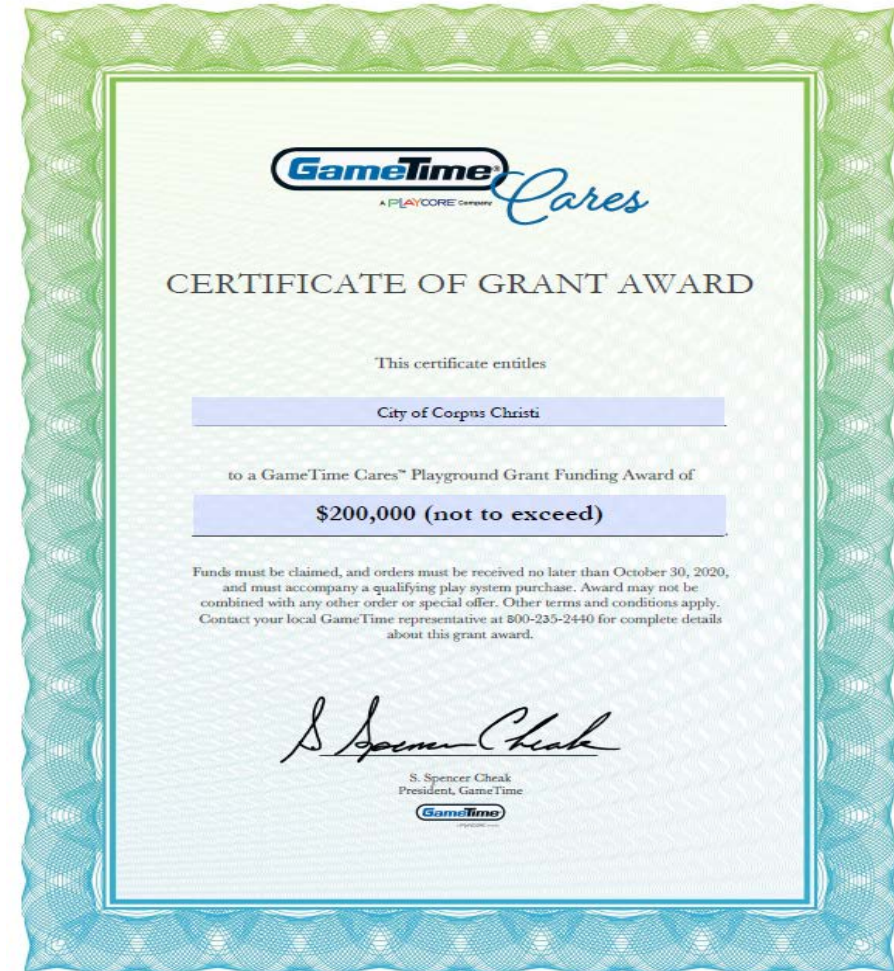 GameTime®
A PLAYCORE Company
Cares
CERTIFICATE OF GRANT AWARD
This certificate entitles
City of Corpus Christi
to a GameTime Cares™ Playground Grant Funding Award of
$200,000 (not to exceed)
Funds must be claimed, and orders must be received no later than October 30, 2020,
and must accompany a qualifying play system purchase. Award may not be
combined with any other order or special offer. Other terms and conditions apply.
Contact your local GameTime representative at 800-235-2440 for complete details
about this grant award.
S Spencer Cheak
S. Spencer Cheak
President, GameTime
GameTime